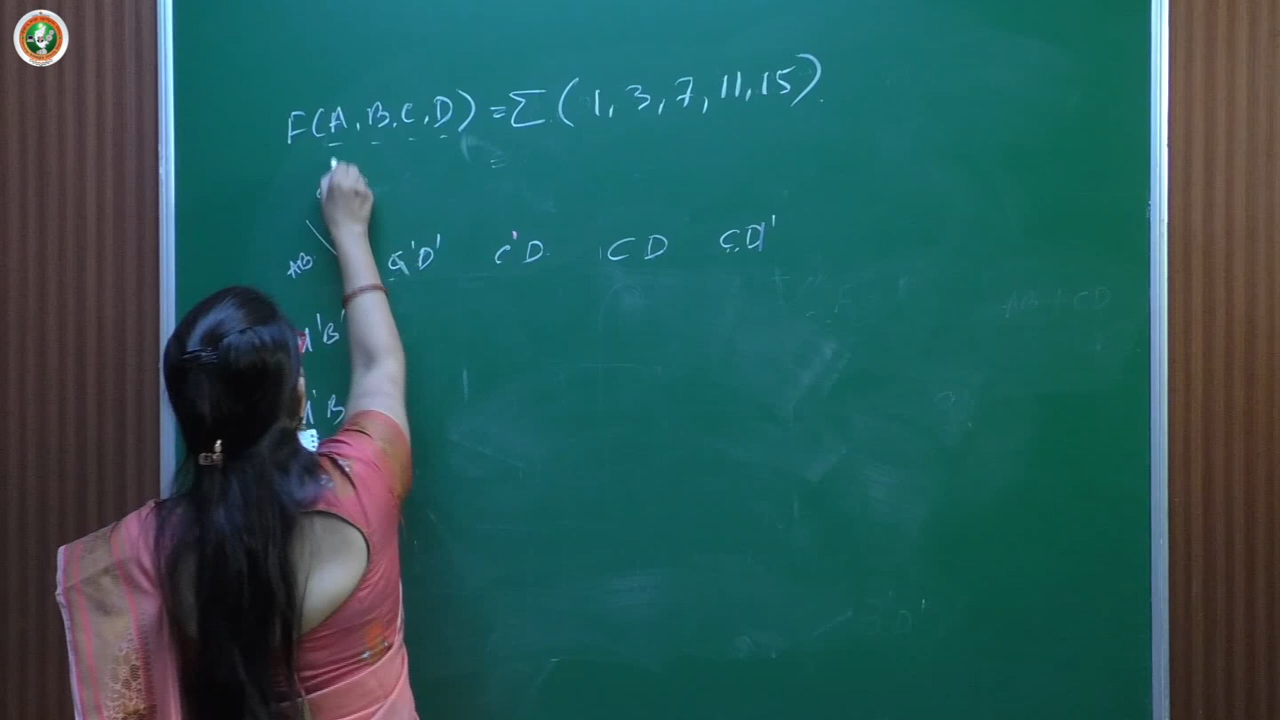 F(A,B,C,D) = Σ(1,3,7,11,15).
AB C'D' C'D CD CD'
A'B'
A'B